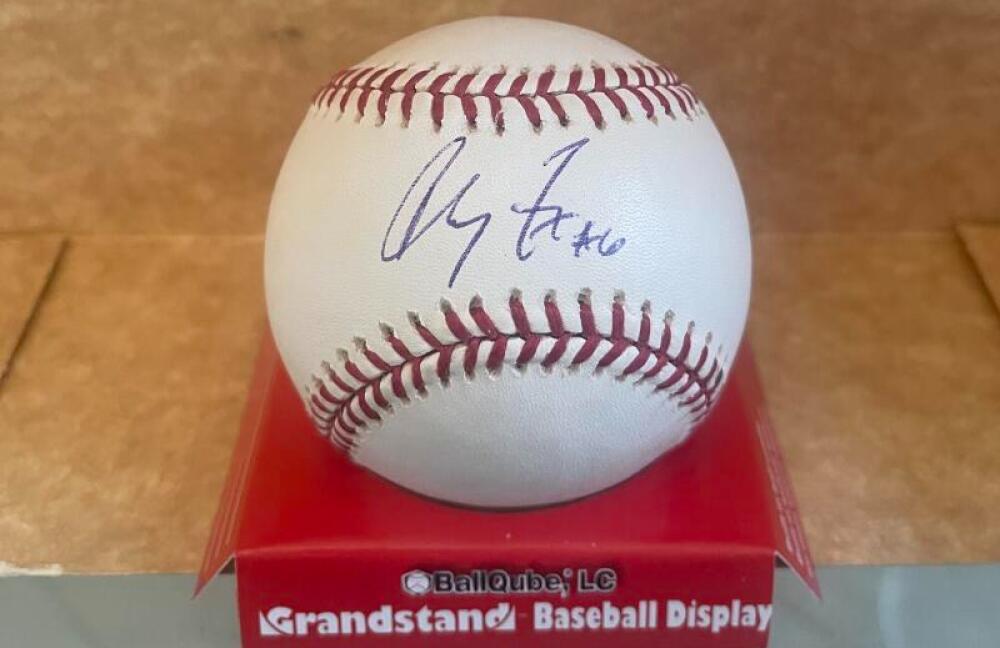 #6
BallQube, LC
Grandstand Baseball Display